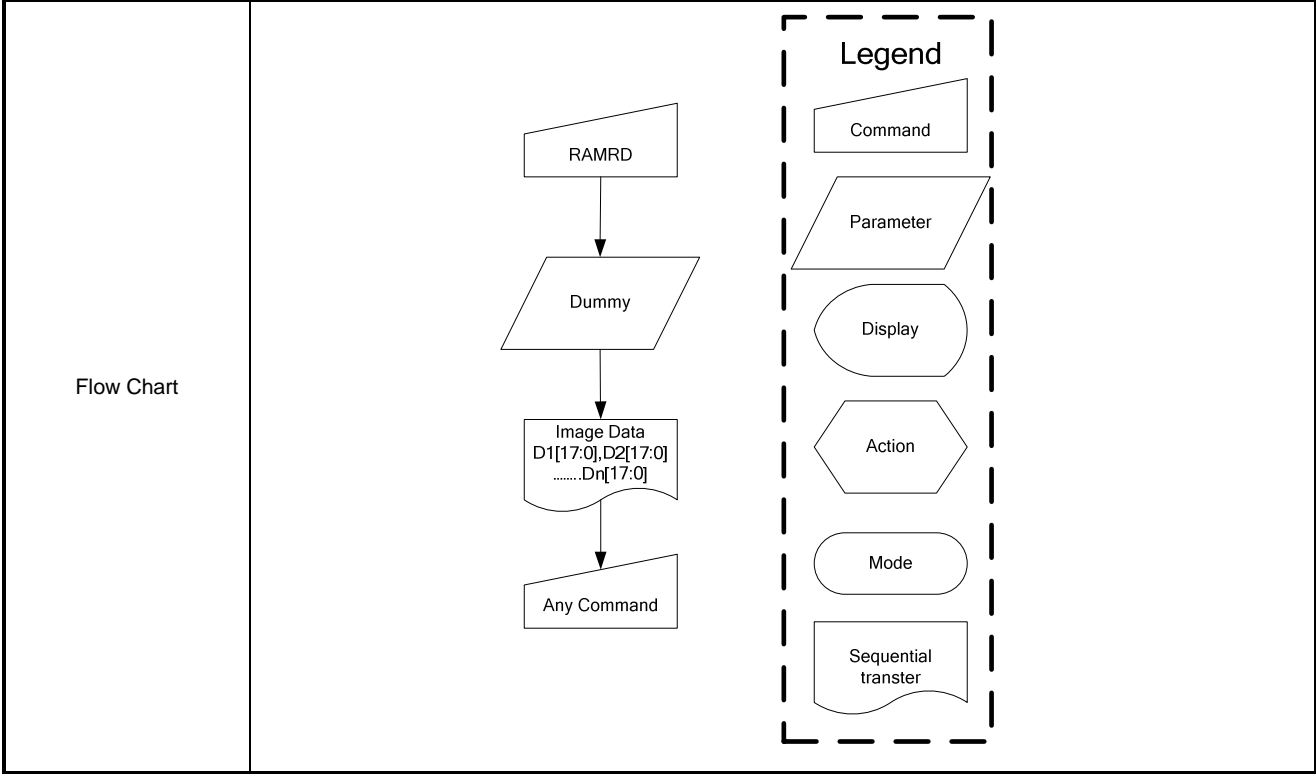 Flow Chart
RAMRD
Dummy
Image Data
D1[17:0],D2[17:0]
........Dn[17:0]
Any Command
Legend
Command
Parameter
Display
Action
Mode
Sequential
transter